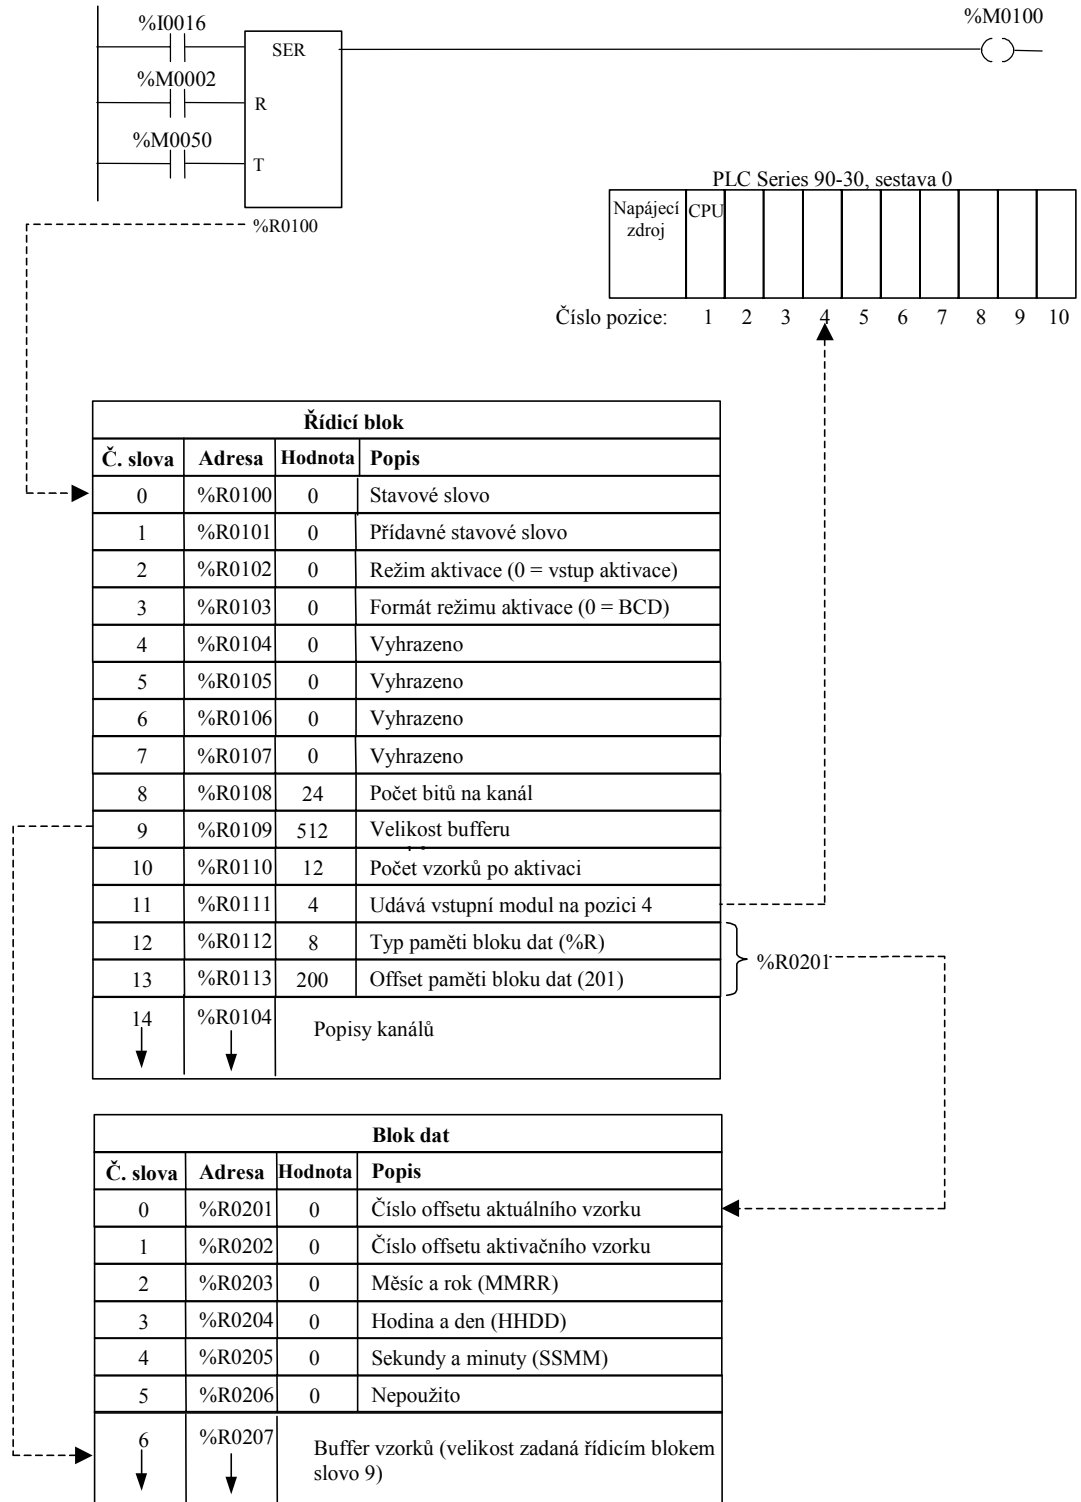 %I0016
%M0100
SER
%M0002
R
%M0050
T
%R0100
PLC Series 90-30, sestava 0
Napájecí zdroj
CPU
Číslo pozice: 1 2 3 4 5 6 7 8 9 10
Řídicí blok
Č. slova Adresa Hodnota Popis
0 %R0100 0 Stavové slovo
1 %R0101 0 Přídavné stavové slovo
2 %R0102 0 Režim aktivace (0 = vstup aktivace)
3 %R0103 0 Formát režimu aktivace (0 = BCD)
4 %R0104 0 Vyhrazeno
5 %R0105 0 Vyhrazeno
6 %R0106 0 Vyhrazeno
7 %R0107 0 Vyhrazeno
8 %R0108 24 Počet bitů na kanál
9 %R0109 512 Velikost bufferu
10 %R0110 12 Počet vzorků po aktivaci
11 %R0111 4 Udává vstupní modul na pozici 4
12 %R0112 8 Typ paměti bloku dat (%R)
13 %R0113 200 Offset paměti bloku dat (201)
%R0201
14 %R0104 Popisy kanálů
Blok dat
Č. slova Adresa Hodnota Popis
0 %R0201 0 Číslo offsetu aktuálního vzorku
1 %R0202 0 Číslo offsetu aktivačního vzorku
2 %R0203 0 Měsíc a rok (MMRR)
3 %R0204 0 Hodina a den (HHDD)
4 %R0205 0 Sekundy a minuty (SSMM)
5 %R0206 0 Nepoužito
6 %R0207 Buffer vzorků (velikost zadaná řídicím blokem
slovo 9)